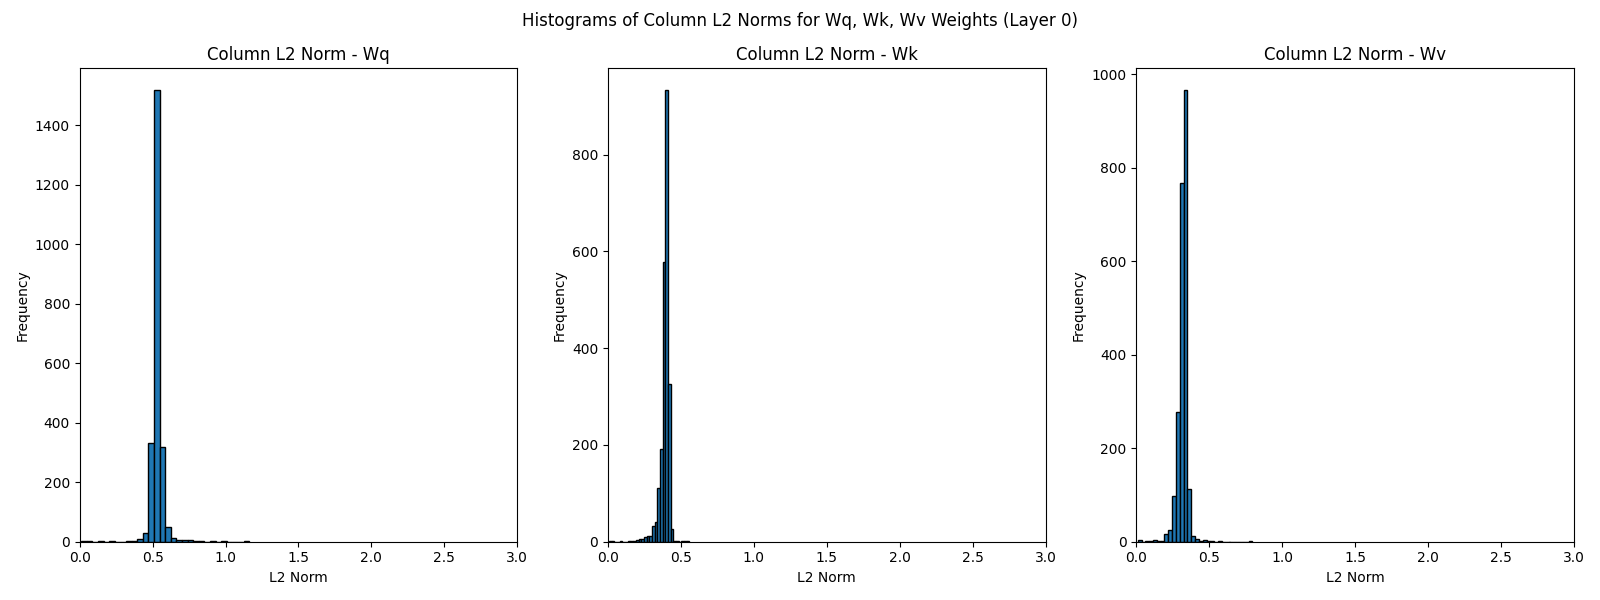 Histograms of Column L2 Norms for Wq, Wk, Wv Weights (Layer 0)
Column L2 Norm - Wq
Frequency
1400
1200
1000
800
600
400
200
0
0.0 0.5 1.0 1.5 2.0 2.5 3.0
L2 Norm
Column L2 Norm - Wk
Frequency
800
600
400
200
0
0.0 0.5 1.0 1.5 2.0 2.5 3.0
L2 Norm
Column L2 Norm - Wv
Frequency
1000
800
600
400
200
0
0.0 0.5 1.0 1.5 2.0 2.5 3.0
L2 Norm